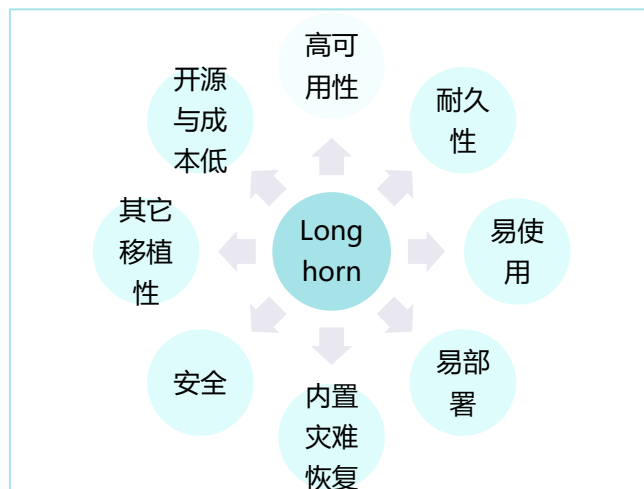 高可
用性
开源
与成
本低
耐久
性
其它
移植
性
Long
horn
易使
用
安全
易部
署
内置
灾难
恢复